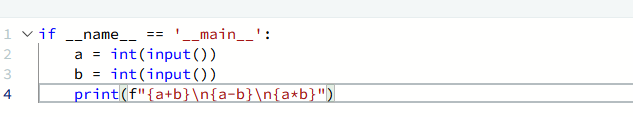 1 if __name__ == '__main__':
2     a = int(input())
3     b = int(input())
4     print(f"{a+b}\n{a-b}\n{a*b}")